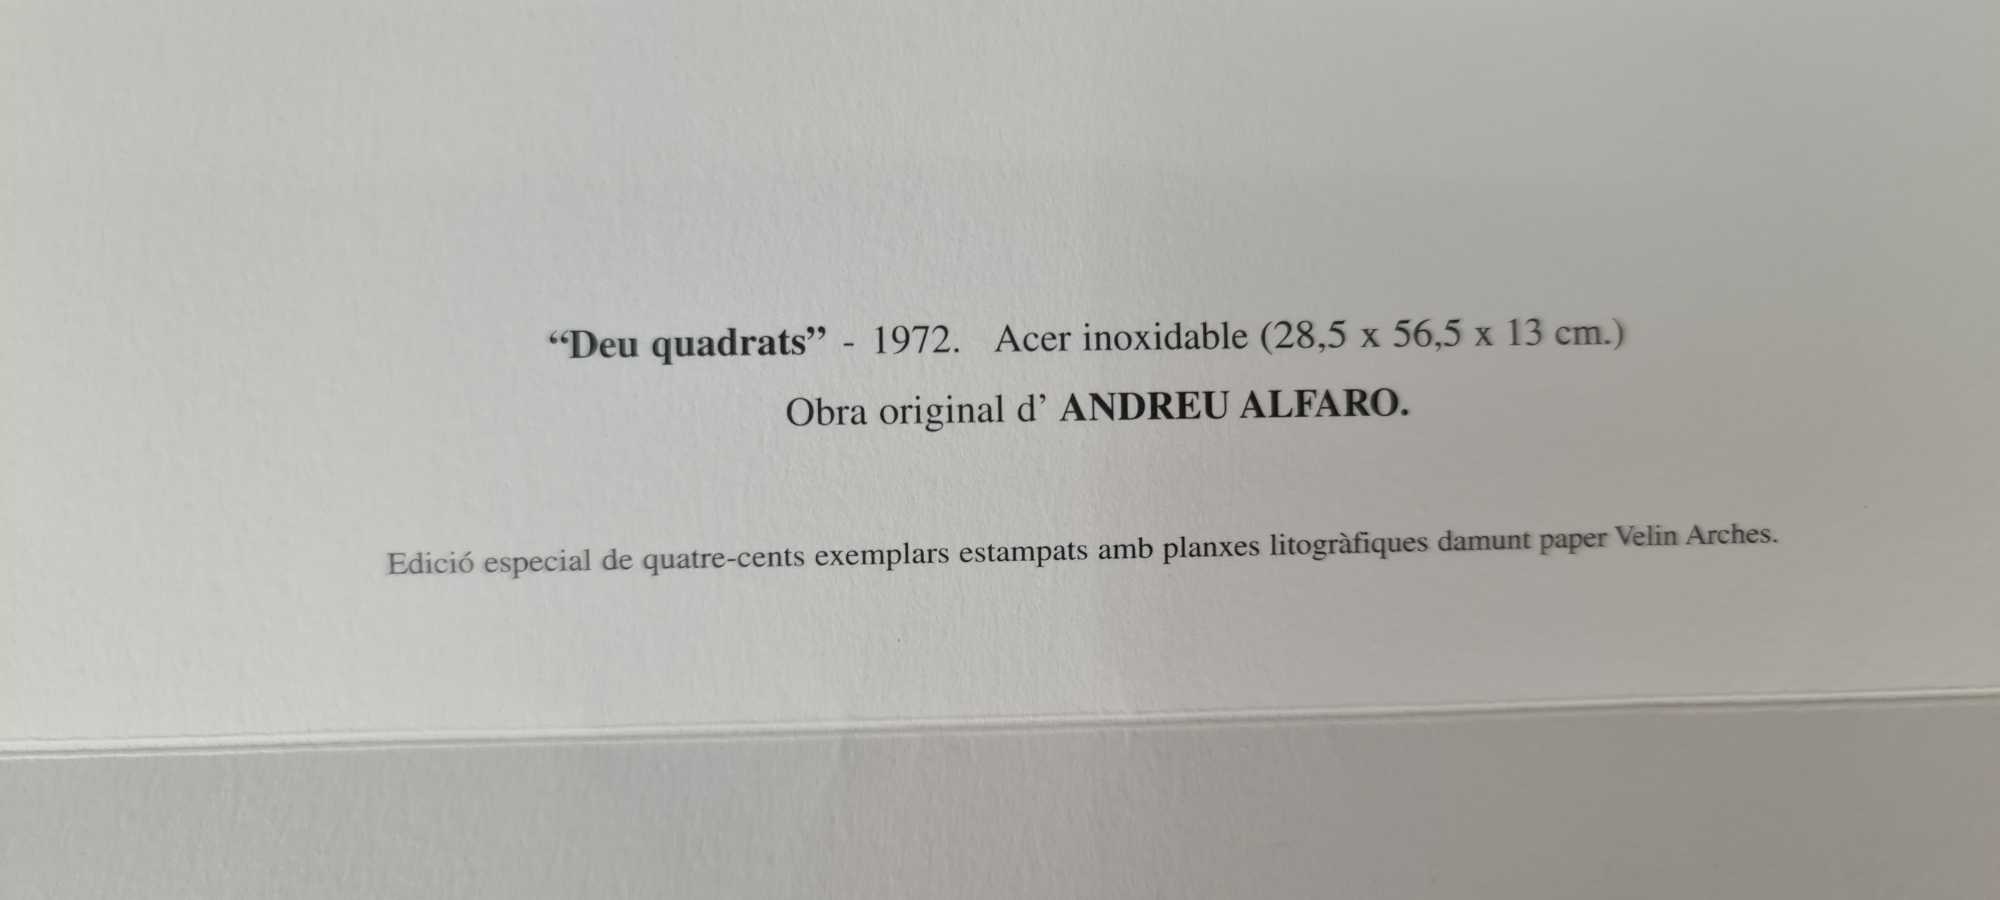 “Deu quadrats” - 1972. Acer inoxidable (28,5 x 56,5 x 13 cm.)
Obra original d’ ANDREU ALFARO.
Edició especial de quatre-cents exemplars estampats amb planxes litogràfiques damunt paper Velin Arches.